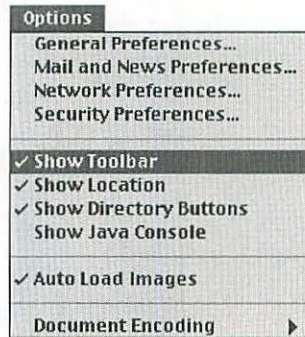 Options
General Preferences...
Mail and News Preferences...
Network Preferences...
Security Preferences...
✓ Show Toolbar
✓ Show Location
✓ Show Directory Buttons
Show Java Console
✓ Auto Load Images
Document Encoding ▶